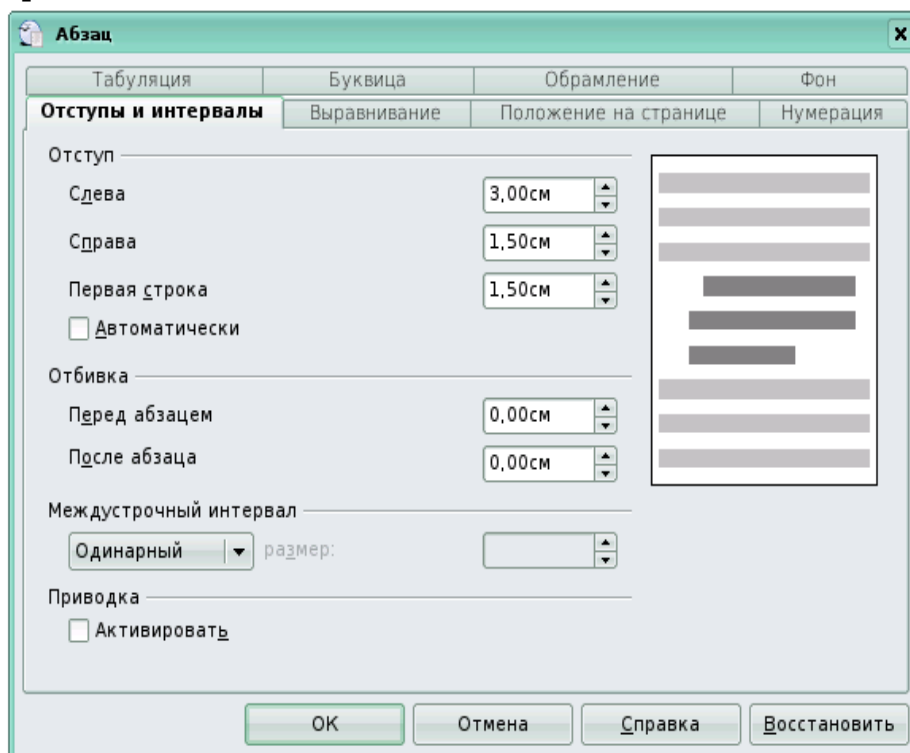 Абзац
Табуляция Буквица Обрамление Фон
Отступы и интервалы Выравнивание Положение на странице Нумерация
Отступ
Слева 3,00см
Справа 1,50см
Первая строка 1,50см
Автоматически
Отбивка
Перед абзацем 0,00см
После абзаца 0,00см
Междустрочный интервал
Одинарный размер:
Приводка
Активировать
OK Отмена Справка Восстановить